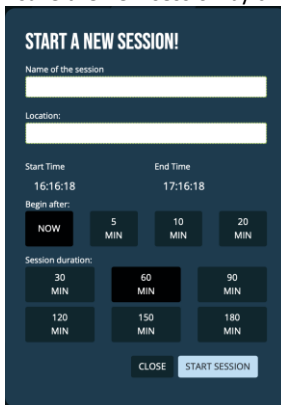 START A NEW SESSION!
Name of the session
Location:
Start Time End Time
16:16:18 17:16:18
Begin after:
NOW 5 MIN 10 MIN 20 MIN
Session duration:
30 MIN 60 MIN 90 MIN
120 MIN 150 MIN 180 MIN
CLOSE START SESSION